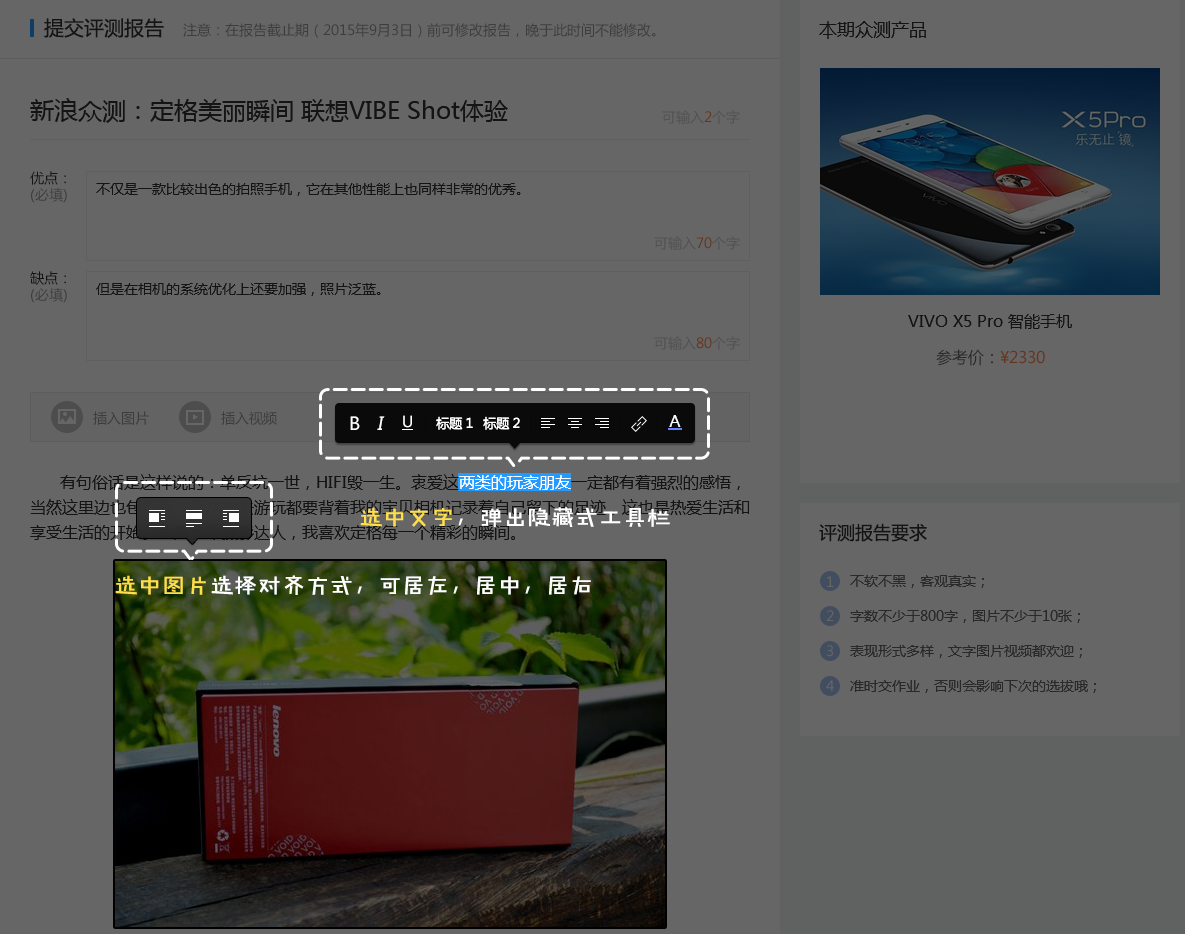 提交评测报告 注意：在报告截止期（2015年9月3日）前可修改报告，晚于此时间不能修改。
新浪众测：定格美丽瞬间 联想VIBE Shot体验
可输入2个字
优点：
(必填)
不仅是一款比较出色的拍照手机，它在其他性能上也同样非常的优秀。
可输入70个字
缺点：
(必填)
但是在相机的系统优化上还要加强，照片泛蓝。
可输入80个字
插入图片 插入视频
B I U 标题1 标题2 A
有句俗话是这样说的：单反穷一世，HIFI毁一生。衷爱这两类的玩家朋友一定都有着强烈的感悟，
当然这里边也包 游玩都要背着我的宝贝相机记录着自己留下的足迹，这也是热爱生活和
享受生活的开始 达人，我喜欢定格每一个精彩的瞬间。
选中文字，弹出隐藏式工具栏
选中图片选择对齐方式，可居左，居中，居右
lenovo
VOID
VOID
本期众测产品
X5Pro
乐无止 镜
VIVO
VIVO X5 Pro 智能手机
参考价：¥2330
评测报告要求
1 不软不黑，客观真实；
2 字数不少于800字，图片不少于10张；
3 表现形式多样，文字图片视频都欢迎；
4 准时交作业，否则会影响下次的选拔哦；